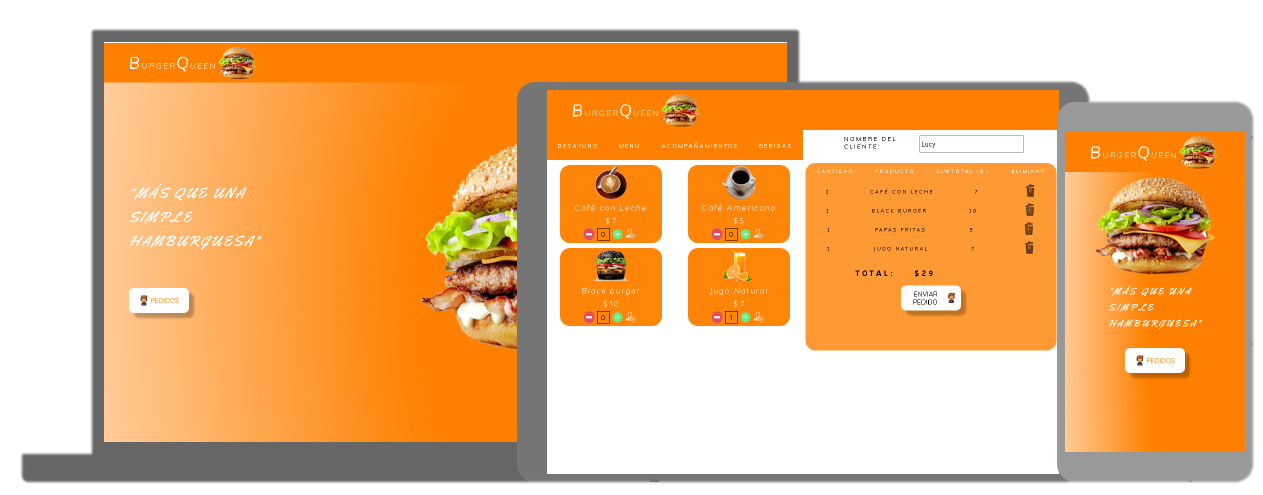 BURGERQUEEN
"MÁS QUE UNA
SIMPLE
HAMBURGUESA"
PEDIDOS
BURGERQUEEN
DESAYUNO MENU ACOMPAÑAMIENTOS BEBIDAS
NOMBRE DEL
CLIENTE:
Lucy
Café con Leche
$7
0
Café Americano
$5
0
Black burger
$10
0
Jugo Natural
$7
1
CANTIDAD PRODUCTO SUBTOTAL ($.) ELIMINAR
1 CAFÉ CON LECHE 7
1 BLACK BURGER 10
1 PAPAS FRITAS 5
1 JUGO NATURAL 7
TOTAL: $29
ENVIAR
PEDIDO
BURGERQUEEN
"MÁS QUE UNA
SIMPLE
HAMBURGUESA"
PEDIDOS